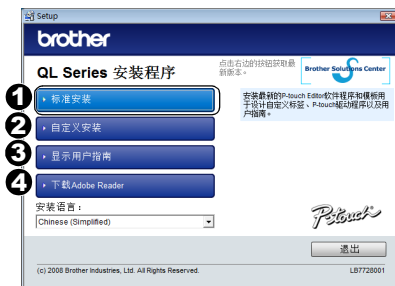 Setup
brother
QL Series 安装程序
点击右边的按钮获取最
新版本。
Brother Solutions Center
1 标准安装
2 自定义安装
3 显示用户指南
4 下载Adobe Reader
安装最新的P-touch Editor软件程序和模板用
于设计自定义标签、P-touch驱动程序以及用
户指南。
安装语言:
Chinese (Simplified)
P-touch
退出
(c) 2008 Brother Industries, Ltd. All Rights Reserved.
LB7728001